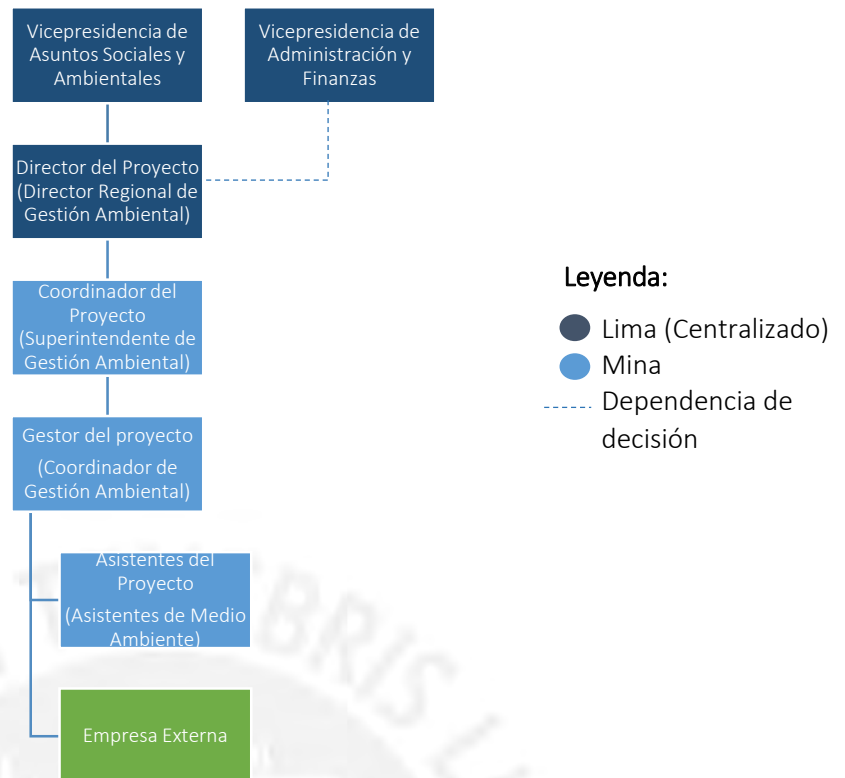 Vicepresidencia de
Asuntos Sociales y
Ambientales
Vicepresidencia de
Administración y
Finanzas
Director del Proyecto
(Director Regional de
Gestión Ambiental)
Coordinador del
Proyecto
(Superintendente de
Gestión Ambiental)
Gestor del proyecto
(Coordinador de
Gestión Ambiental)
Asistentes del
Proyecto
(Asistentes de Medio
Ambiente)
Empresa Externa
Leyenda:
Lima (Centralizado)
Mina
Dependencia de
decisión